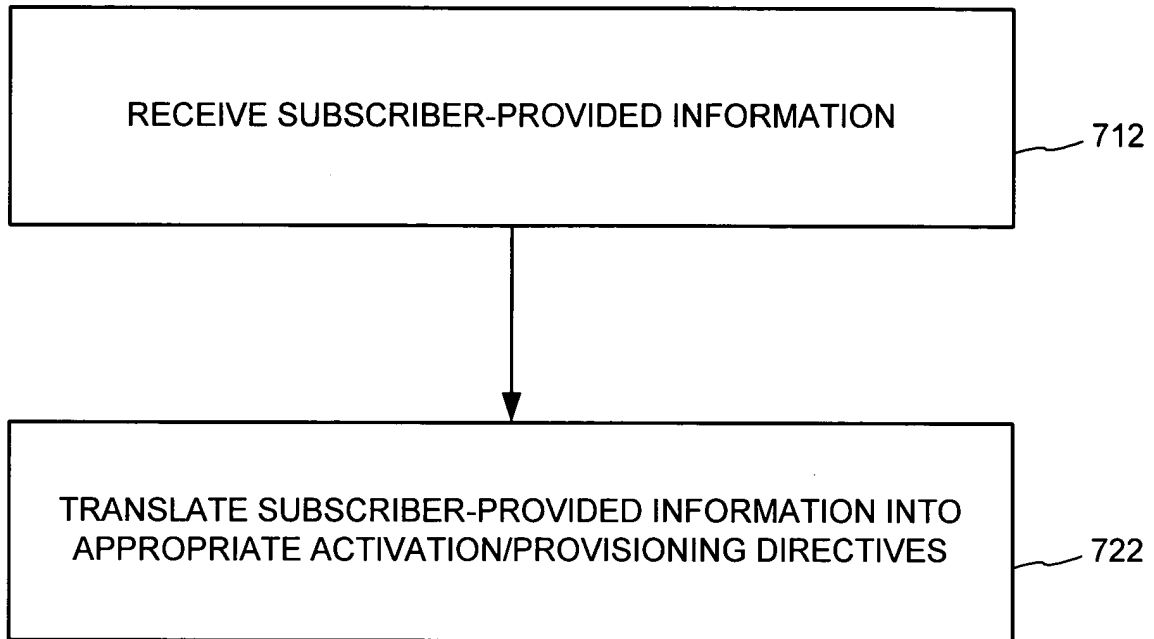 RECEIVE SUBSCRIBER-PROVIDED INFORMATION
712
TRANSLATE SUBSCRIBER-PROVIDED INFORMATION INTO
APPROPRIATE ACTIVATION/PROVISIONING DIRECTIVES
722